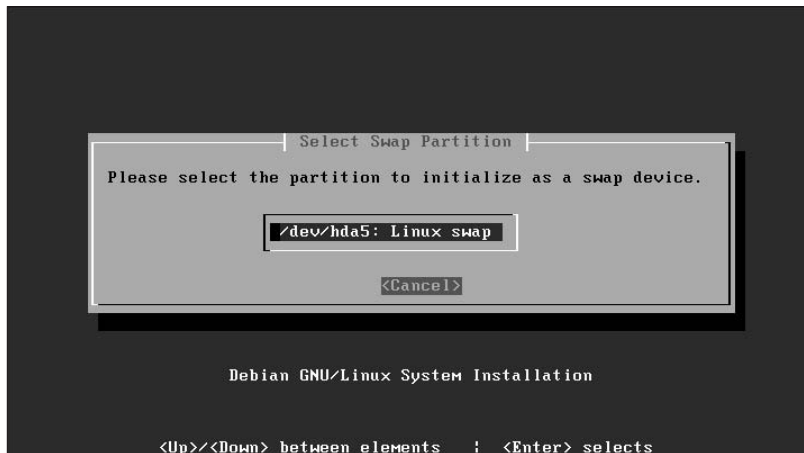 Select Swap Partition
Please select the partition to initialize as a swap device.
/dev/hda5: Linux swap
<Cancel>
Debian GNU/Linux System Installation
<Up>/<Down> between elements ¦ <Enter> selects